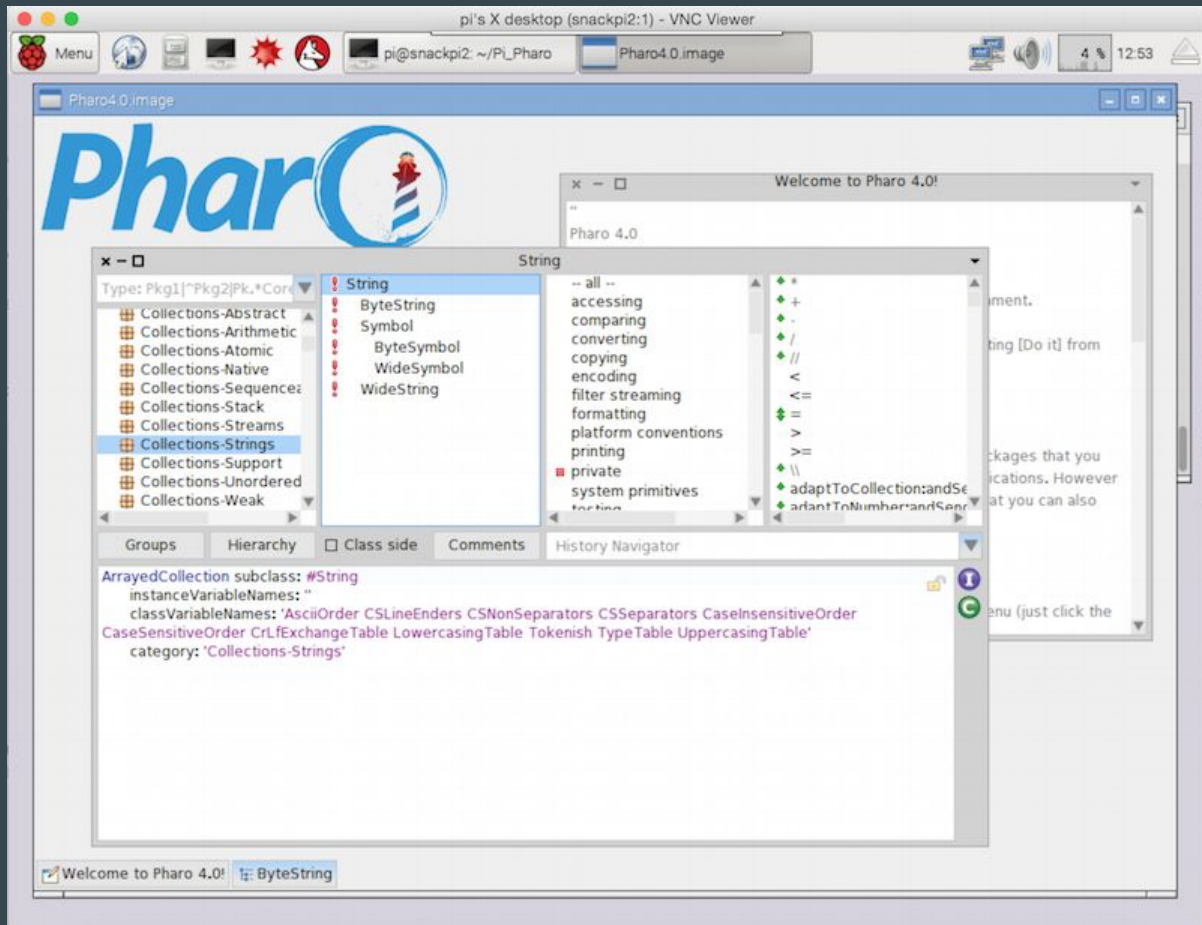 pi's X desktop (snackpi2:1) - VNC Viewer
Menu
pi@snackpi2: ~/Pi_Pharo
Pharo4.0.image
4 %
12:53
Pharo4.0.image
Pharo
Welcome to Pharo 4.0!
"
Pharo 4.0
ting [Do it] from
ckages that you
ications. However
at you can also
enu (just click the
String
Type: Pkg1|^Pkg2|Pk.*Core
Collections-Abstract
Collections-Arithmetic
Collections-Atomic
Collections-Native
Collections-Sequencea
Collections-Stack
Collections-Streams
Collections-Strings
Collections-Support
Collections-Unordered
Collections-Weak
String
ByteString
Symbol
ByteSymbol
WideSymbol
WideString
-- all --
accessing
comparing
converting
copying
encoding
filter streaming
formatting
platform conventions
printing
private
system primitives
testing
*
+
-
/
//
<
<=
=
>
>=
\\
adaptToCollection:andSe
adaptToNumber:andSend
Groups
Hierarchy
Class side
Comments
History Navigator
ArrayedCollection subclass: #String
instanceVariableNames: ''
classVariableNames: 'AsciiOrder CSLineEnders CSNonSeparators CSSeparators CaseInsensitiveOrder
CaseSensitiveOrder CrLfExchangeTable LowercasingTable Tokenish TypeTable UppercasingTable'
category: 'Collections-Strings'
I
C
Welcome to Pharo 4.0!
ByteString